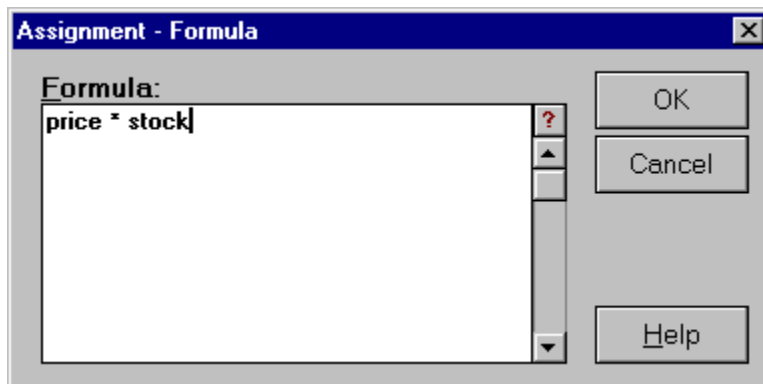 Assignment - Formula
Formula:
price * stock
?
OK
Cancel
Help